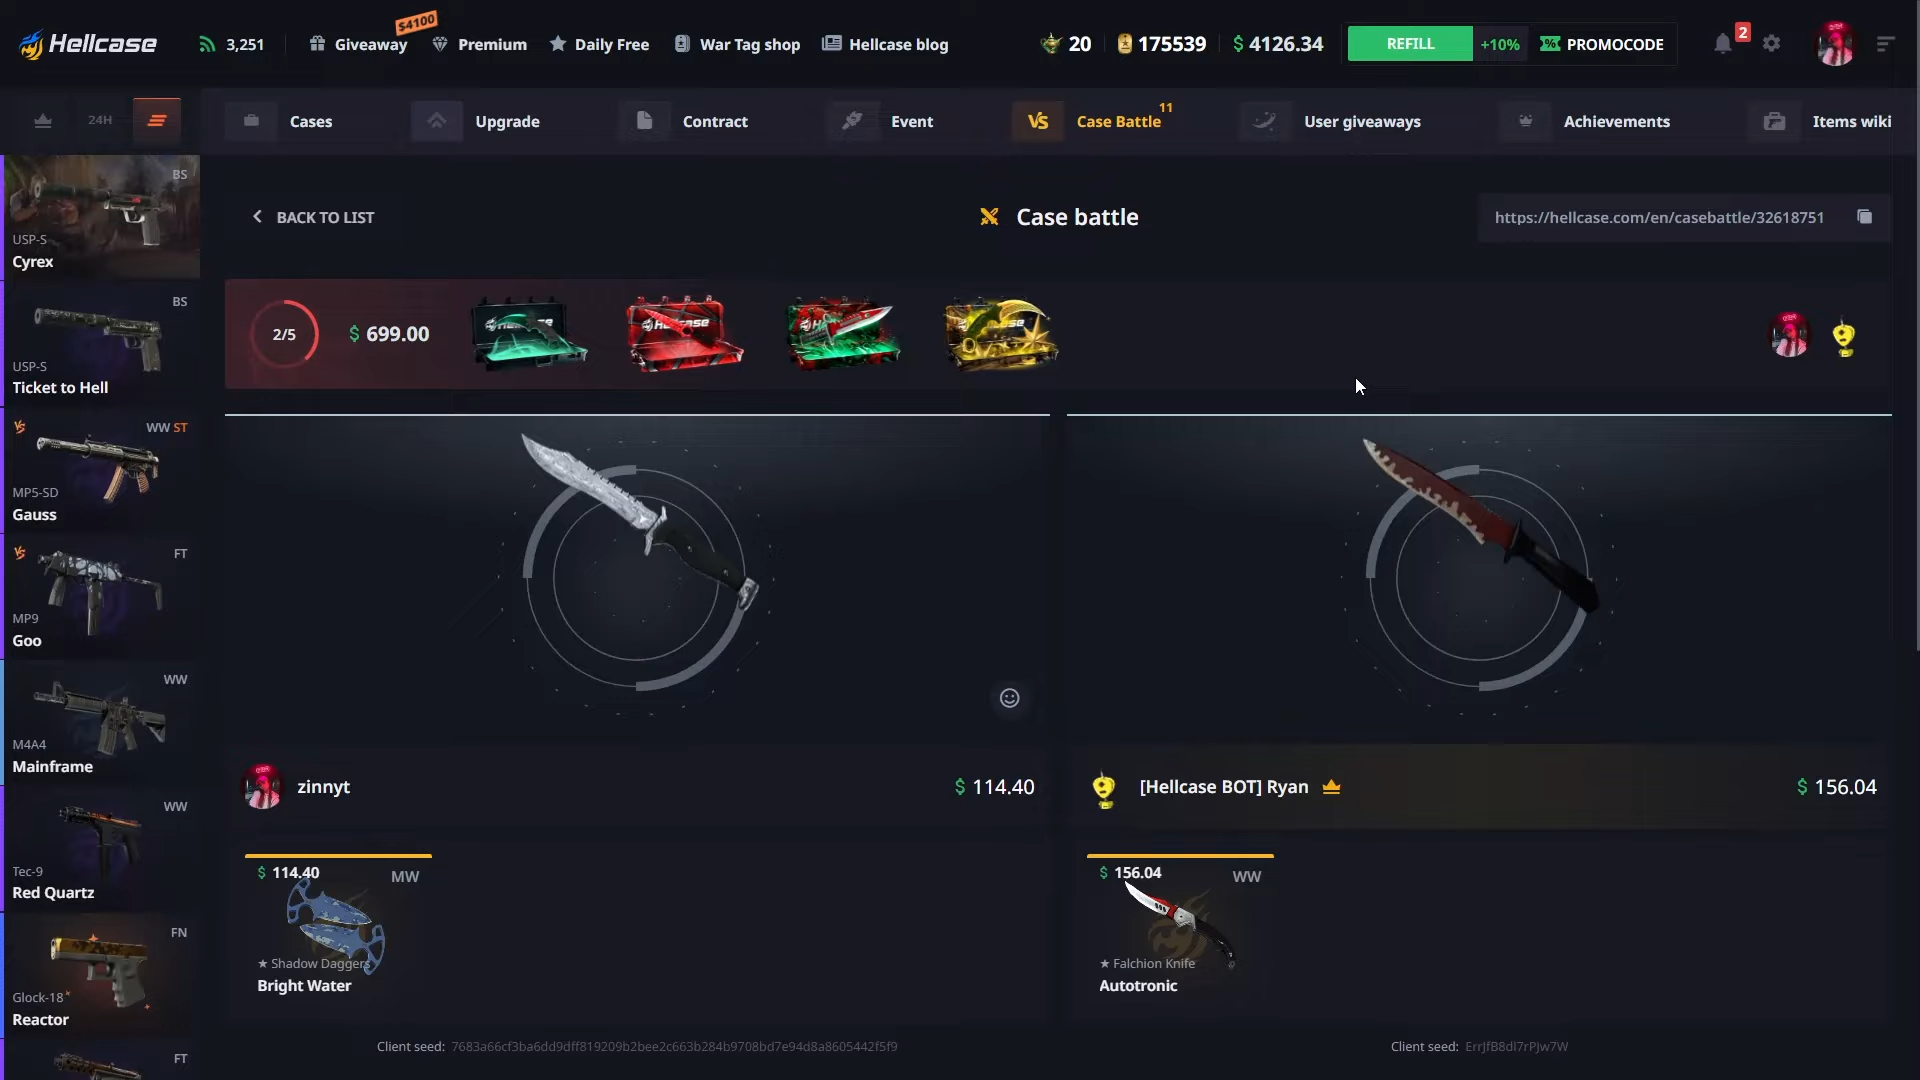 Hellcase
3,251
Giveaway
$4100
Premium
Daily Free
War Tag shop
Hellcase blog
20
175539
$ 4126.34
REFILL
+10%
PROMOCODE
2
24H
Cases
Upgrade
Contract
Event
VS
Case Battle
11
User giveaways
Achievements
Items wiki
BACK TO LIST
Case battle
https://hellcase.com/en/casebattle/32618751
2/5
$ 699.00
BS
USP-S
Cyrex
BS
USP-S
Ticket to Hell
VS
WW ST
MP5-SD
Gauss
VS
FT
MP9
Goo
WW
M4A4
Mainframe
WW
Tec-9
Red Quartz
FN
Glock-18
Reactor
FT
zinnyt
$ 114.40
[Hellcase BOT] Ryan
$ 156.04
$ 114.40
MW
★ Shadow Daggers
Bright Water
$ 156.04
WW
★ Falchion Knife
Autotronic
Client seed: 7683a66cf3ba6dd9dff819209b2bee2c663b284b9708bd7e94d8a8605442f5f9
Client seed: